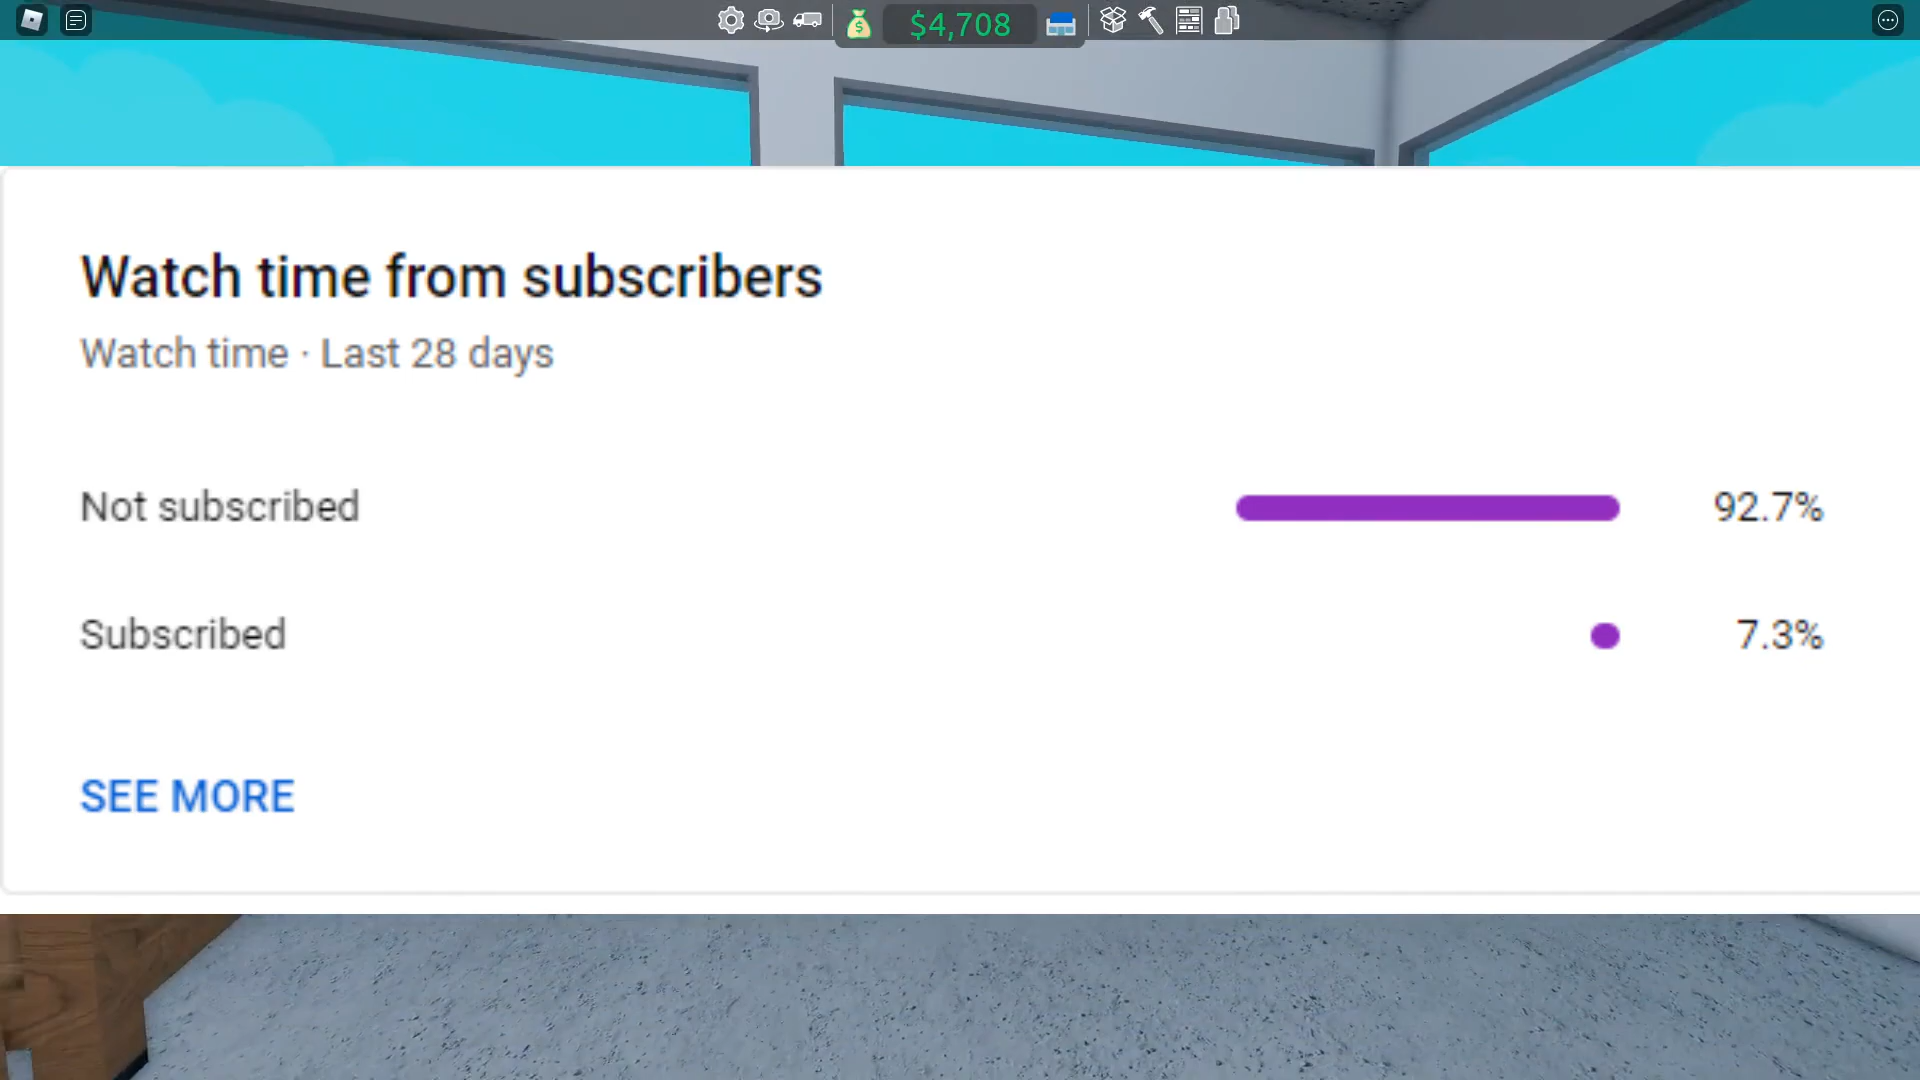 $4,708
Watch time from subscribers
Watch time · Last 28 days
Not subscribed 92.7%
Subscribed 7.3%
SEE MORE